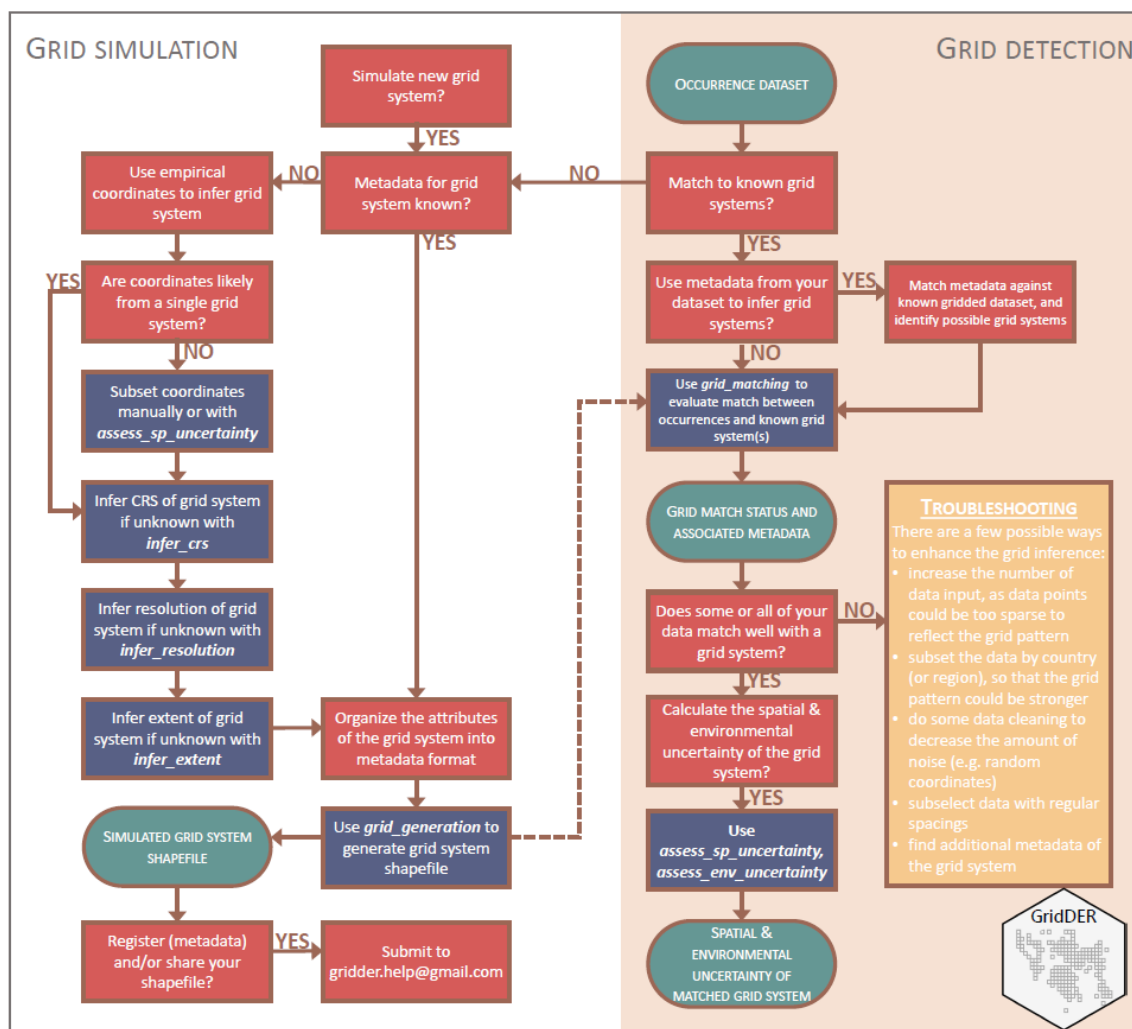 GRID SIMULATION
Simulate new grid
system?
YES
Metadata for grid
system known?
NO
Use empirical
coordinates to infer grid
system
YES
Are coordinates likely
from a single grid
system?
NO
Subset coordinates
manually or with
assess_sp_uncertainty
Infer CRS of grid system
if unknown with
infer_crs
Infer resolution of grid
system if unknown with
infer_resolution
Infer extent of grid
system if unknown with
infer_extent
YES
Organize the attributes
of the grid system into
metadata format
Use grid_generation to
generate grid system
shapefile
SIMULATED GRID SYSTEM
SHAPEFILE
Register (metadata)
and/or share your
shapefile?
YES
Submit to
gridder.help@gmail.com
GRID DETECTION
OCCURRENCE DATASET
Match to known grid
systems?
NO
YES
Use metadata from your
dataset to infer grid
systems?
YES
Match metadata against
known gridded dataset, and
identify possible grid systems
NO
Use grid_matching to
evaluate match between
occurrences and known grid
system(s)
GRID MATCH STATUS AND
ASSOCIATED METADATA
Does some or all of your
data match well with a
grid system?
NO
YES
Calculate the spatial &
environmental
uncertainty of the grid
system?
YES
Use
assess_sp_uncertainty,
assess_env_uncertainty
SPATIAL &
ENVIRONMENTAL
UNCERTAINTY OF
MATCHED GRID SYSTEM
TROUBLESHOOTING
There are a few possible ways
to enhance the grid inference:
• increase the number of
data input, as data points
could be too sparse to
reflect the grid pattern
• subset the data by country
(or region), so that the grid
pattern could be stronger
• do some data cleaning to
decrease the amount of
noise (e.g. random
coordinates)
• subselect data with regular
spacings
• find additional metadata of
the grid system
GridDER